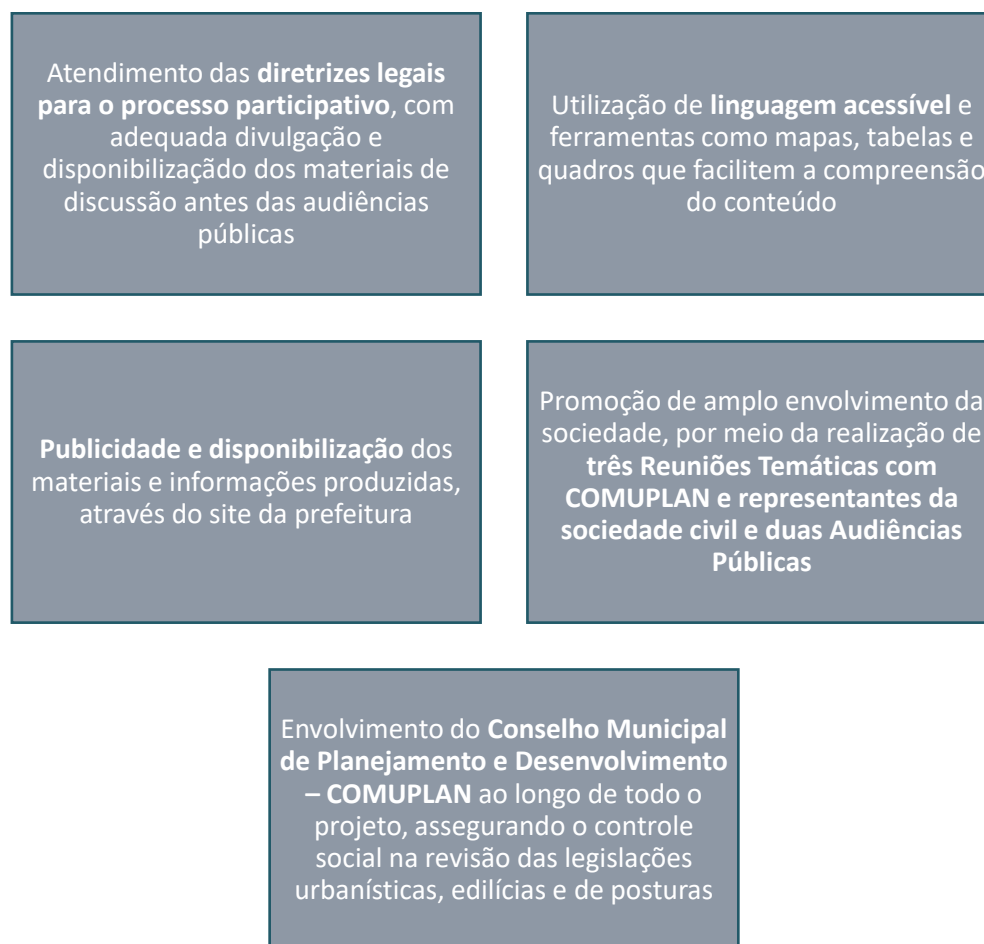 Atendimento das diretrizes legais
para o processo participativo, com
adequada divulgação e
disponibilizaçãdo dos materiais de
discussão antes das audiências
públicas
Utilização de linguagem acessível e
ferramentas como mapas, tabelas e
quadros que facilitem a compreensão
do conteúdo
Publicidade e disponibilização dos
materiais e informações produzidas,
através do site da prefeitura
Promoção de amplo envolvimento da
sociedade, por meio da realização de
três Reuniões Temáticas com
COMUPLAN e representantes da
sociedade civil e duas Audiências
Públicas
Envolvimento do Conselho Municipal
de Planejamento e Desenvolvimento
– COMUPLAN ao longo de todo o
projeto, assegurando o controle
social na revisão das legislações
urbanísticas, edilícias e de posturas